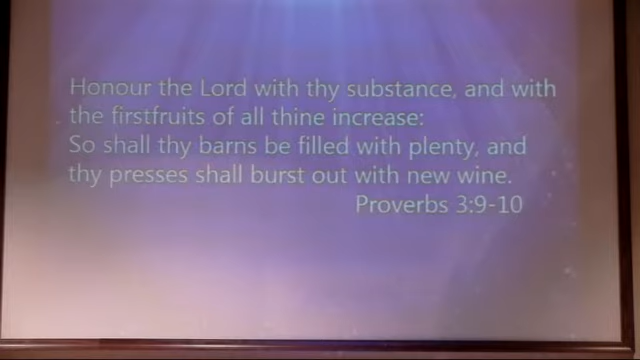 Honour the Lord with thy substance, and with
the firstfruits of all thine increase:
So shall thy barns be filled with plenty, and
thy presses shall burst out with new wine.
Proverbs 3:9-10